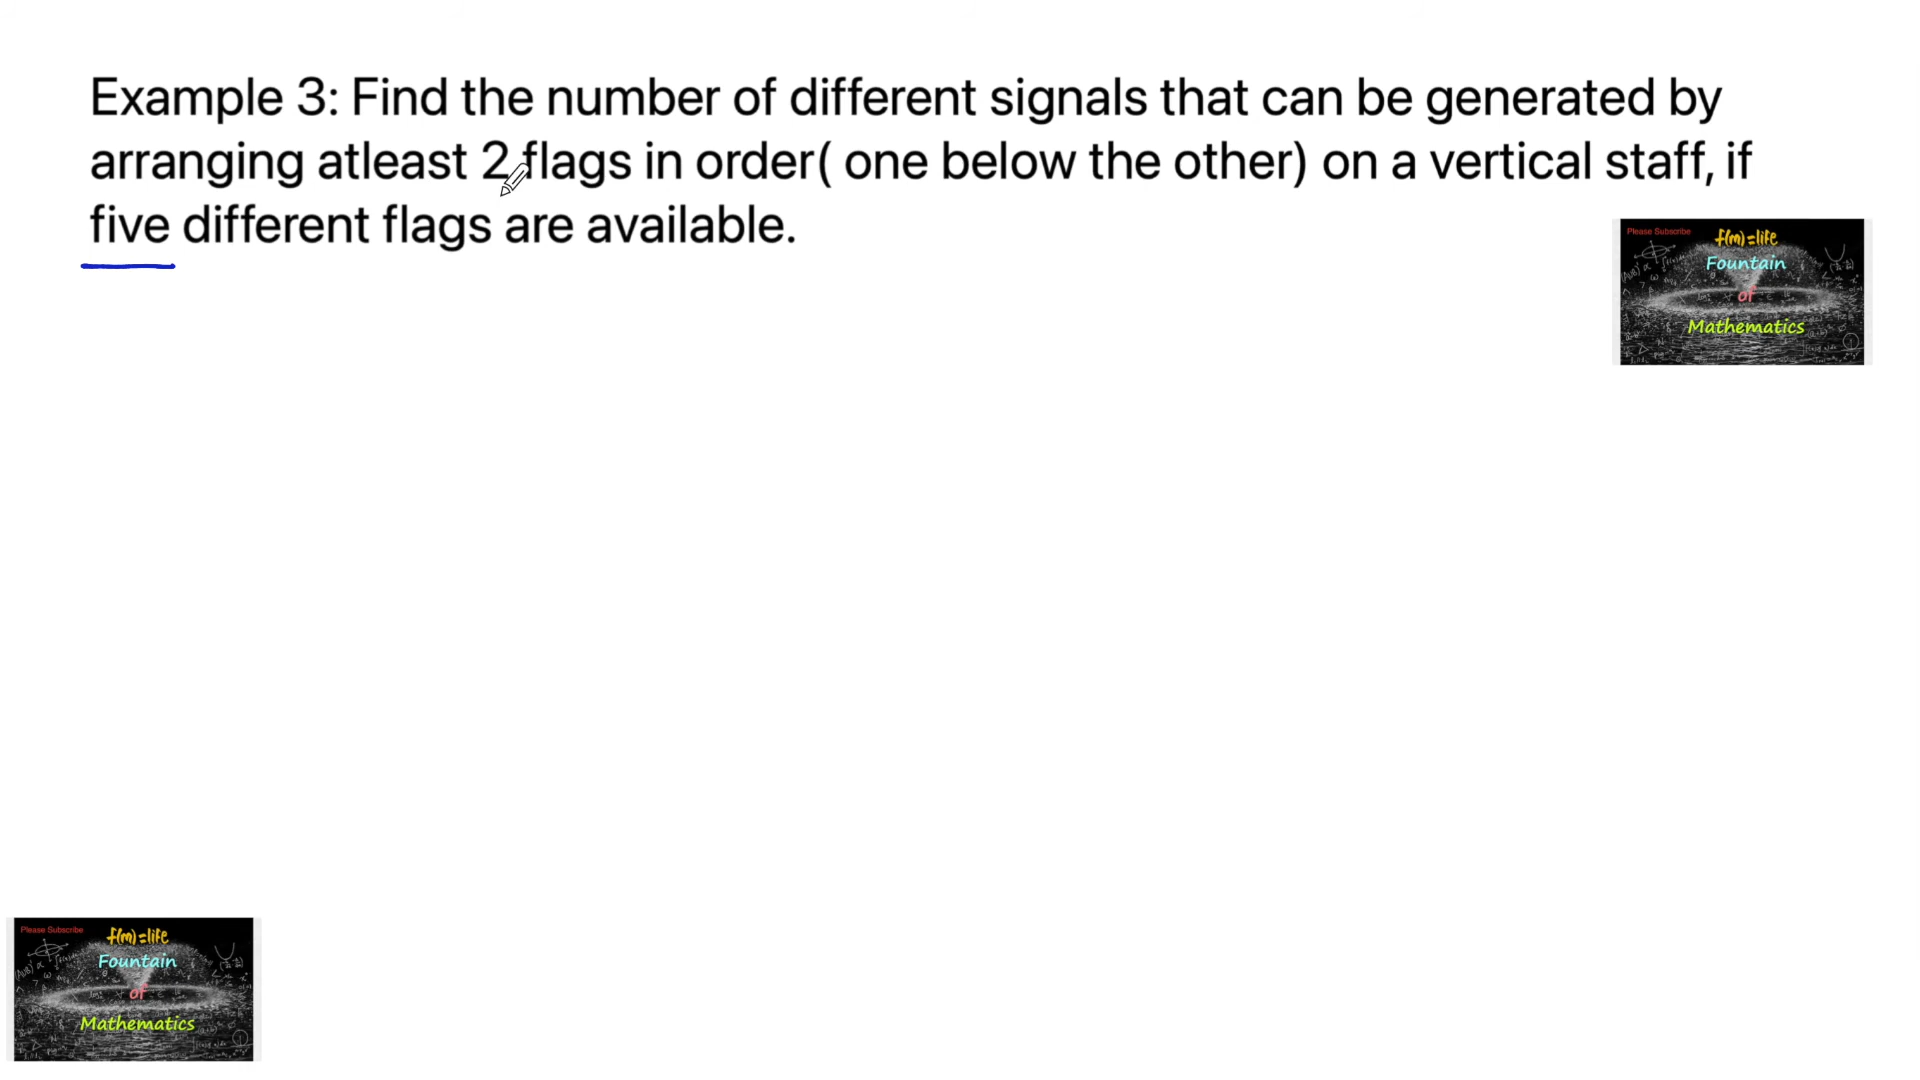 Example 3: Find the number of different signals that can be generated by
arranging atleast 2 flags in order( one below the other) on a vertical staff, if
five different flags are available.
Please Subscribe
f(m)=life
Fountain
of
Mathematics
Please Subscribe
f(m)=life
Fountain
of
Mathematics